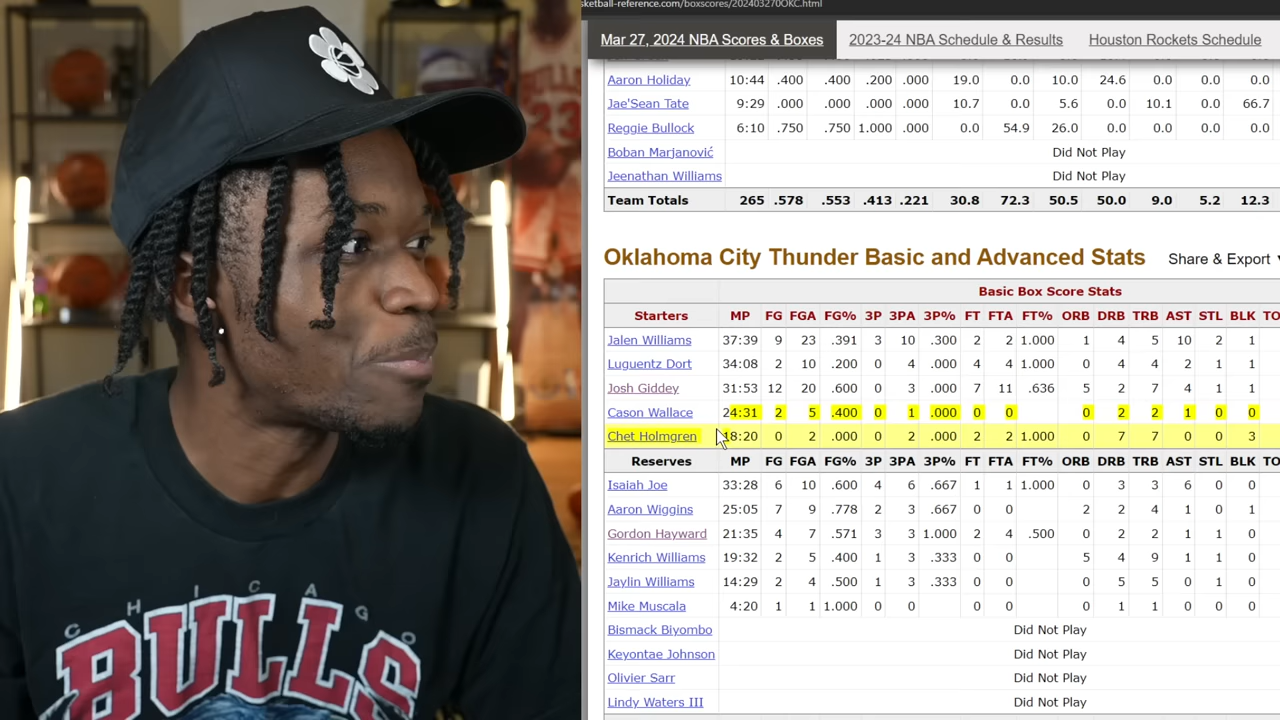 sketball-reference.com/boxscores/202403270OKC.html
Mar 27, 2024 NBA Scores & Boxes 2023-24 NBA Schedule & Results Houston Rockets Schedule
Aaron Holiday 10:44 .400 .400 .200 .000 19.0 0.0 10.0 24.6 0.0 0.0 0.0
Jae'Sean Tate 9:29 .000 .000 .000 .000 10.7 0.0 5.6 10.1 0.0 66.7
Reggie Bullock 6:10 .750 .750 1.000 .000 0.0 54.9 26.0 0.0 0.0 0.0 0.0
Boban Marjanović Did Not Play
Jeenathan Williams Did Not Play
Team Totals 265 .578 .553 .413 .221 30.8 72.3 50.5 50.0 9.0 5.2 12.3
Oklahoma City Thunder Basic and Advanced Stats Share & Export ▼
Basic Box Score Stats
Starters MP FG FGA FG% 3P 3PA 3P% FT FTA FT% ORB DRB TRB AST STL BLK TO
Jalen Williams 37:39 9 23 .391 3 10 .300 2 2 1.000 1 4 5 10 2 1
Luguentz Dort 34:08 2 10 .200 0 4 .000 4 4 1.000 0 4 4 2 1 1
Josh Giddey 31:53 12 20 .600 0 3 .000 7 11 .636 5 2 7 4 1 1
Cason Wallace 24:31 2 5 .400 0 1 .000 0 0 0 2 2 1 0 0
Chet Holmgren 18:20 0 2 .000 0 2 .000 2 2 1.000 0 7 7 0 0 3
Reserves MP FG FGA FG% 3P 3PA 3P% FT FTA FT% ORB DRB TRB AST STL BLK TO
Isaiah Joe 33:28 6 10 .600 4 6 .667 1 1 1.000 0 3 3 6 0 0
Aaron Wiggins 25:05 7 9 .778 2 3 .667 0 0 2 2 4 1 0 1
Gordon Hayward 21:35 4 7 .571 3 3 1.000 2 4 .500 0 2 2 1 1 0
Kenrich Williams 19:32 2 5 .400 1 3 .333 0 0 5 4 9 1 1 0
Jaylin Williams 14:29 2 4 .500 1 3 .333 0 0 0 5 5 0 1 0
Mike Muscala 4:20 1 1 1.000 0 0 0 0 0 1 1 0 0 0
Bismack Biyombo Did Not Play
Keyontae Johnson Did Not Play
Olivier Sarr Did Not Play
Lindy Waters III Did Not Play
BULLS
23
CHICAGO
BULLS